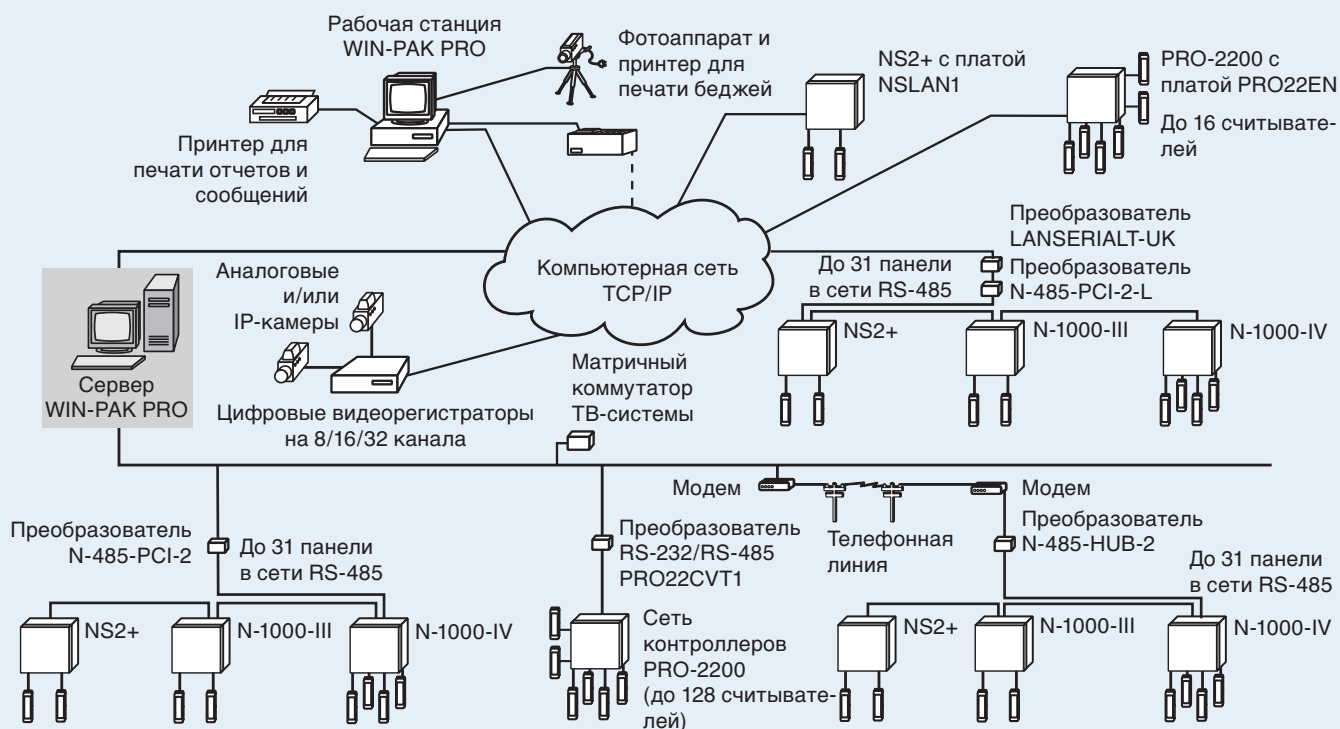 Рабочая станция
WIN-PAK PRO
Фотоаппарат и
принтер для
печати беджей
NS2+ с платой
NSLAN1
PRO-2200 с
платой PRO22EN
До 16 считывате-
лей
Принтер для
печати отчетов и
сообщений
Преобразователь
LANSERIALT-UK
Преобразователь
N-485-PCI-2-L
До 31 панели
в сети RS-485
Компьютерная сеть
TCP/IP
Аналоговые
и/или
IP-камеры
NS2+
N-1000-III
N-1000-IV
Сервер
WIN-PAK PRO
Матричный
коммутатор
ТВ-системы
Цифровые видеорегистраторы
на 8/16/32 канала
Модем
Модем
Преобразователь
N-485-PCI-2
До 31 панели
в сети RS-485
Преобразователь
RS-232/RS-485
PRO22CVT1
Телефонная
линия
Преобразователь
N-485-HUB-2
До 31 панели
в сети RS-485
NS2+
N-1000-III
N-1000-IV
Сеть
контроллеров
PRO-2200
(до 128 считывате-
лей)
NS2+
N-1000-III
N-1000-IV